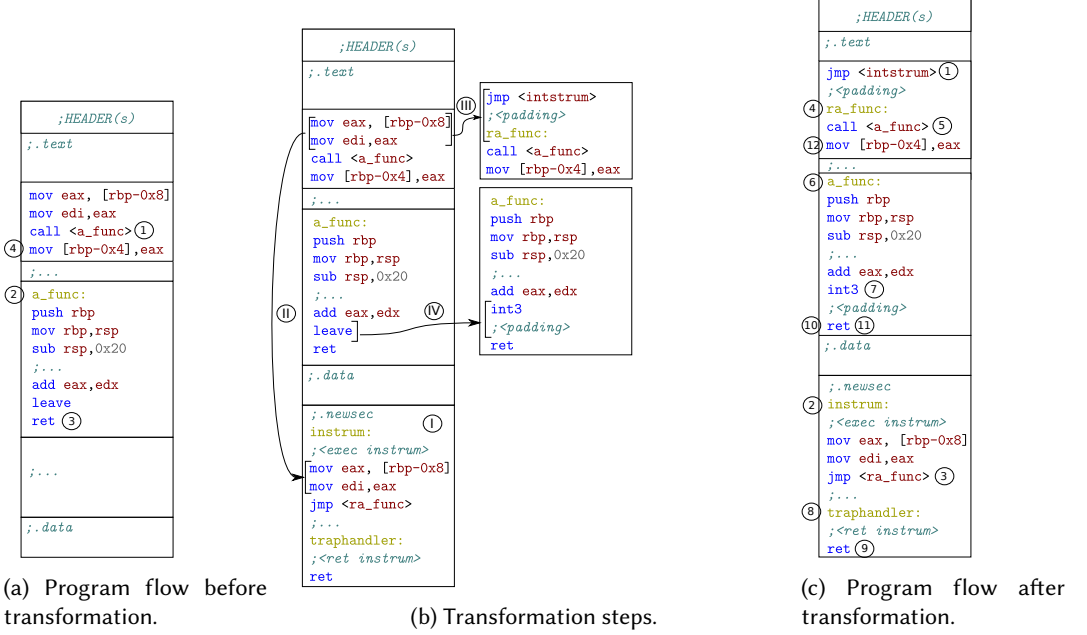 ;HEADER(s)
;.text
mov eax, [rbp-0x8]
mov edi,eax
call <a_func> 1
4 mov [rbp-0x4],eax
;...
2 a_func:
push rbp
mov rbp,rsp
sub rsp,0x20
;...
add eax,edx
leave
ret 3
;...
;.data
(a) Program flow before
transformation.
;HEADER(s)
;.text
mov eax, [rbp-0x8]
mov edi,eax
call <a_func>
mov [rbp-0x4],eax
;...
a_func:
push rbp
mov rbp,rsp
sub rsp,0x20
;...
add eax,edx
leave
ret
;.data
;.newsec
I
instrum:
;<exec instrum>
mov eax, [rbp-0x8]
mov edi,eax
jmp <ra_func>
;...
traphandler:
;<ret instrum>
ret
II
III
IV
jmp <intstrum>
;<padding>
ra_func:
call <a_func>
mov [rbp-0x4],eax
a_func:
push rbp
mov rbp,rsp
sub rsp,0x20
;...
add eax,edx
int3
;<padding>
ret
(b) Transformation steps.
;HEADER(s)
;.text
jmp <intstrum> 1
;<padding>
4 ra_func:
call <a_func> 5
12 mov [rbp-0x4],eax
;...
6 a_func:
push rbp
mov rbp,rsp
sub rsp,0x20
;...
add eax,edx
int3 7
;<padding>
10 ret 11
;.data
;.newsec
2 instrum:
;<exec instrum>
mov eax, [rbp-0x8]
mov edi,eax
jmp <ra_func> 3
;...
8 traphandler:
;<ret instrum>
ret 9
(c) Program flow after
transformation.